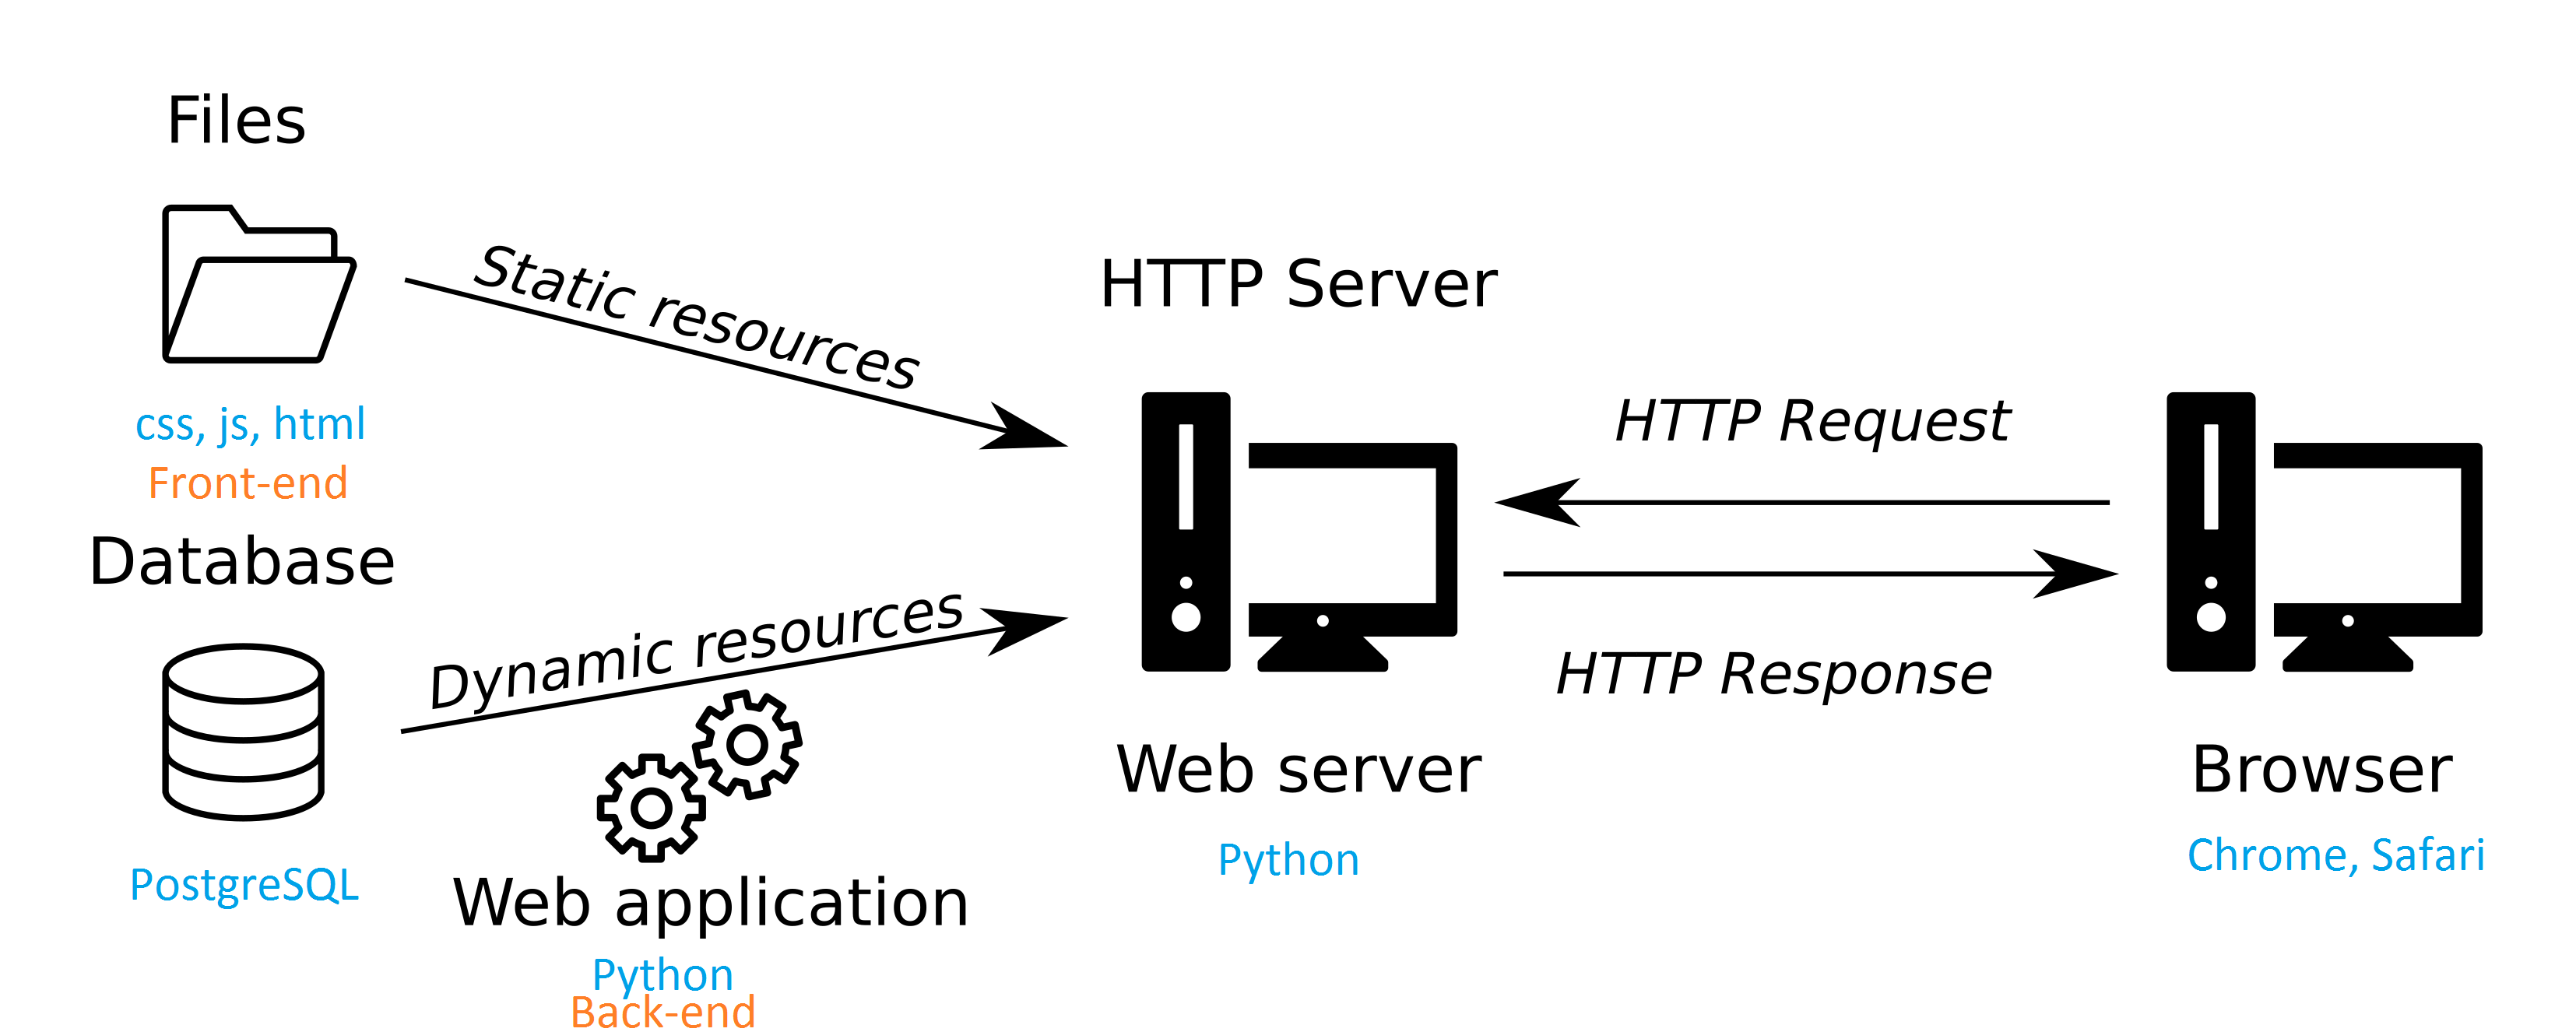 Files
css, js, html
Front-end
Static resources
Database
PostgreSQL
Dynamic resources
Web application
Python
Back-end
HTTP Server
Web server
Python
HTTP Request
HTTP Response
Browser
Chrome, Safari